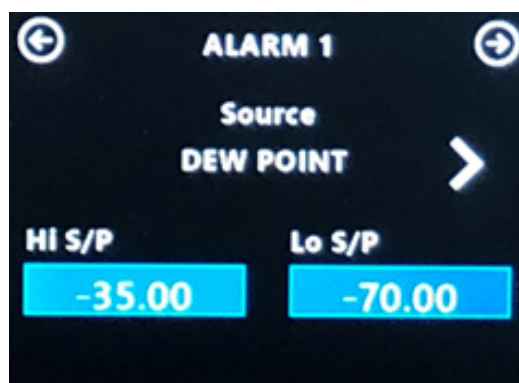 ALARM 1
Source
DEW POINT
Hi S/P Lo S/P
-35.00 -70.00